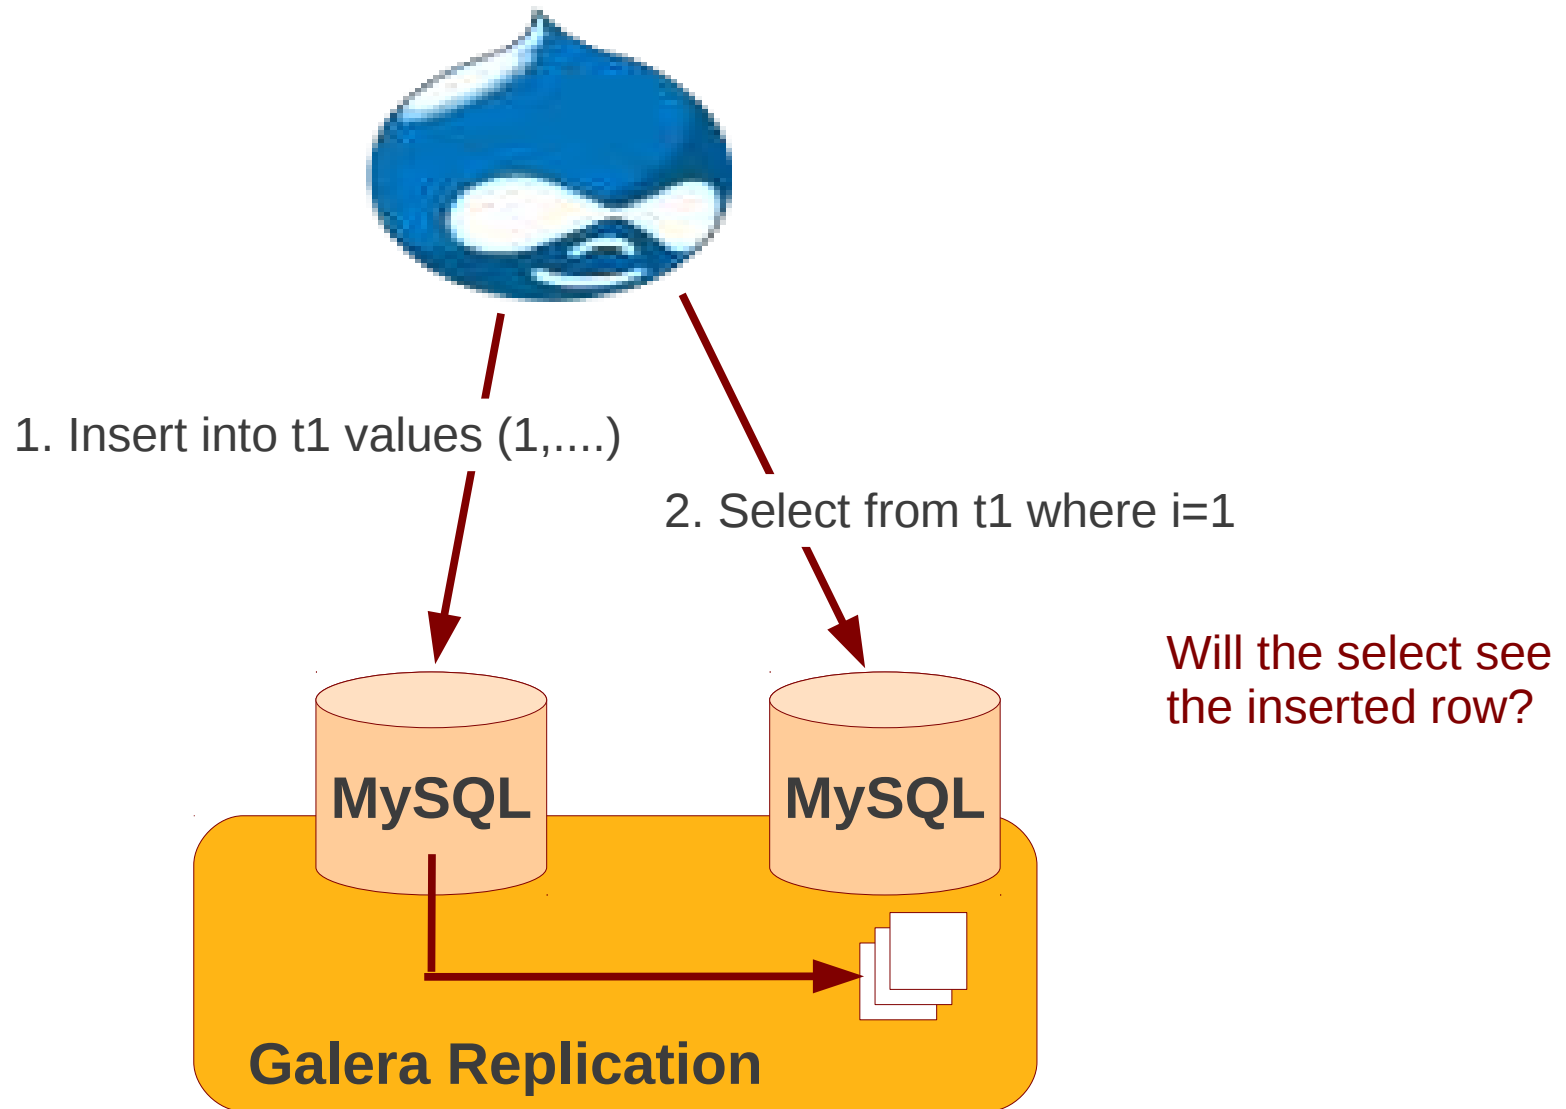 1. Insert into t1 values (1,....)
2. Select from t1 where i=1
Will the select see
the inserted row?
MySQL
MySQL
Galera Replication